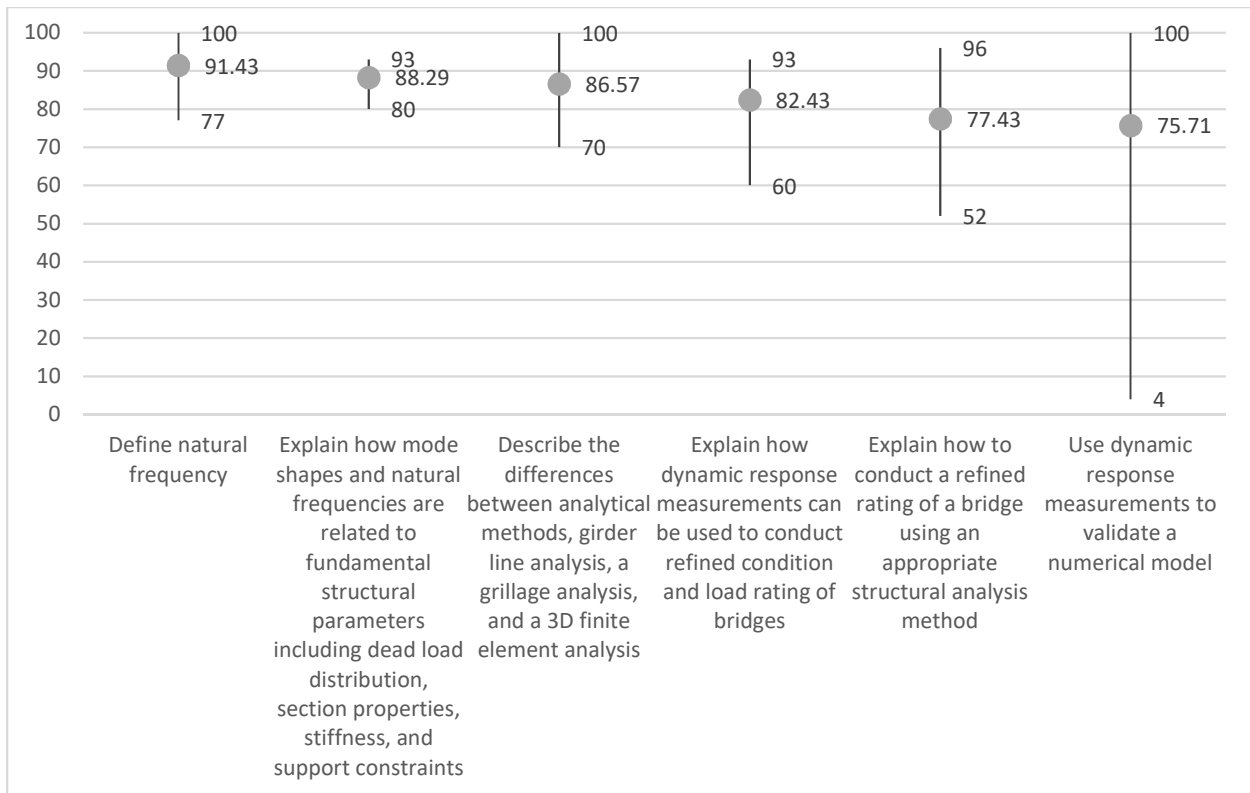 100
90
80
70
60
50
40
30
20
10
0
100
91.43
77
93
88.29
80
100
86.57
70
93
82.43
60
96
77.43
52
100
75.71
4
Define natural
frequency
Explain how mode
shapes and natural
frequencies are
related to
fundamental
structural
parameters
including dead load
distribution,
section properties,
stiffness, and
support constraints
Describe the
differences
between analytical
methods, girder
line analysis, a
grillage analysis,
and a 3D finite
element analysis
Explain how
dynamic response
measurements can
be used to conduct
refined condition
and load rating of
bridges
Explain how to
conduct a refined
rating of a bridge
using an
appropriate
structural analysis
method
Use dynamic
response
measurements to
validate a
numerical model